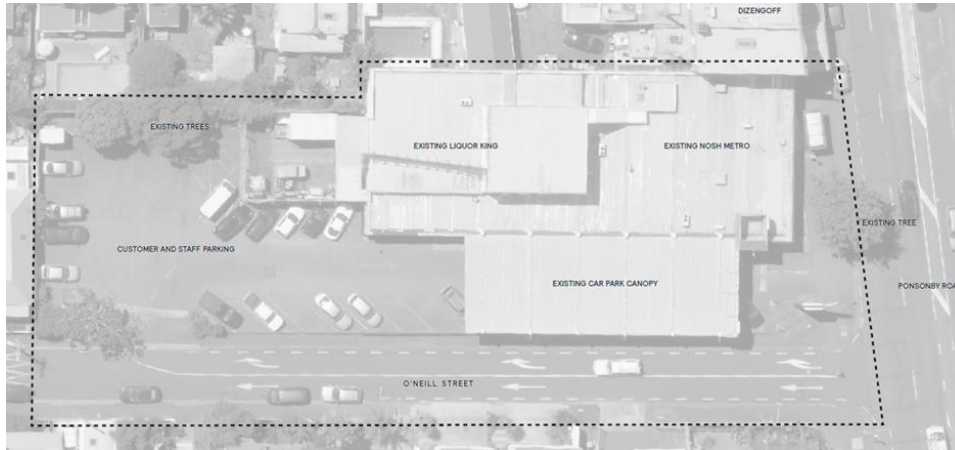 DIZENGOFF
EXISTING TREES
EXISTING LIQUOR KING
EXISTING NOSH METRO
EXISTING TREE
CUSTOMER AND STAFF PARKING
EXISTING CAR PARK CANOPY
PONSONBY ROA
O'NEILL STREET